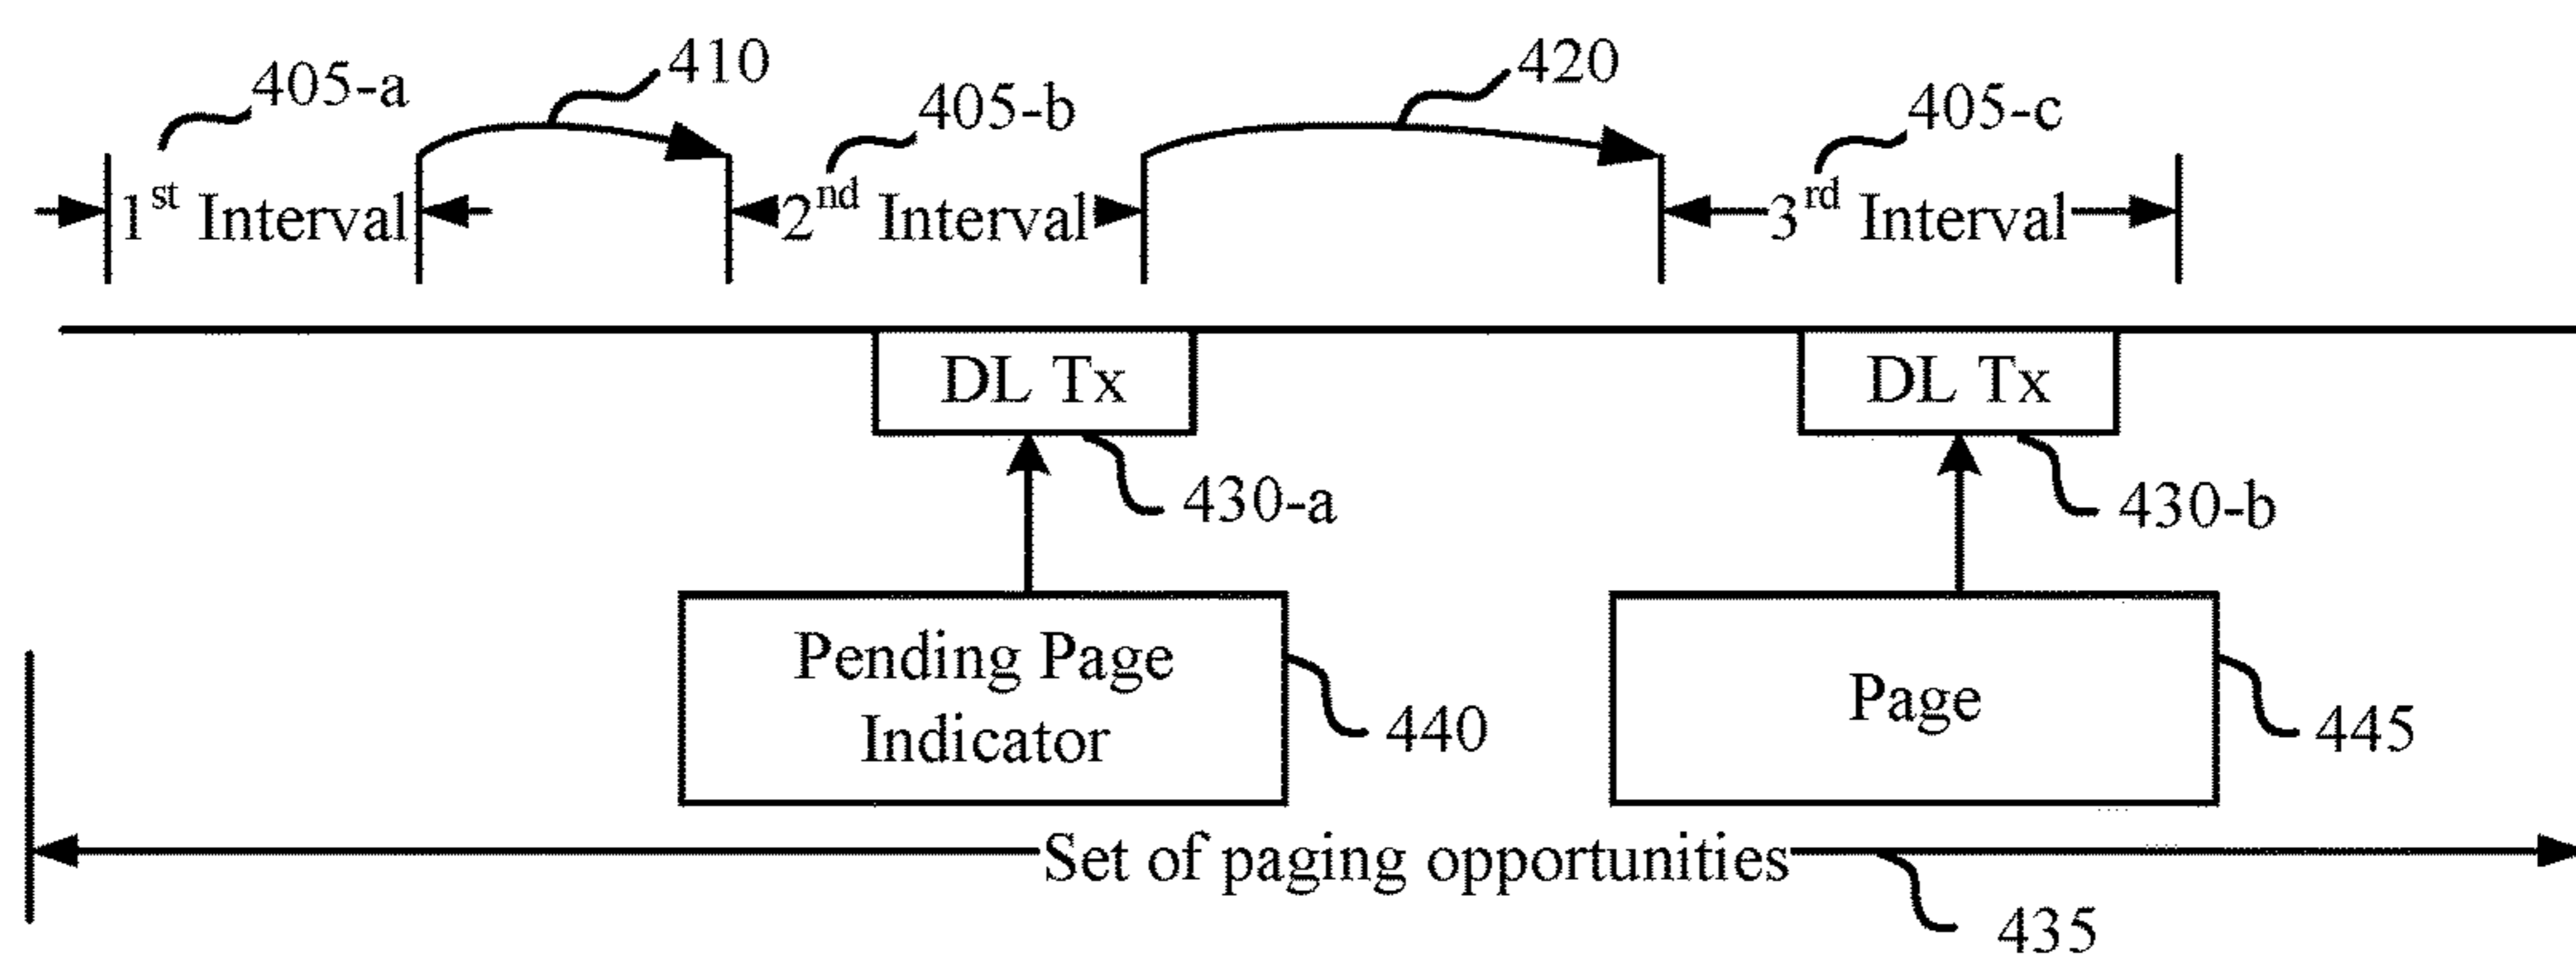 405-a
410
405-b
420
405-c
1st Interval
2nd Interval
3rd Interval
DL Tx
DL Tx
430-a
430-b
Pending Page
Indicator
440
Page
445
Set of paging opportunities
435